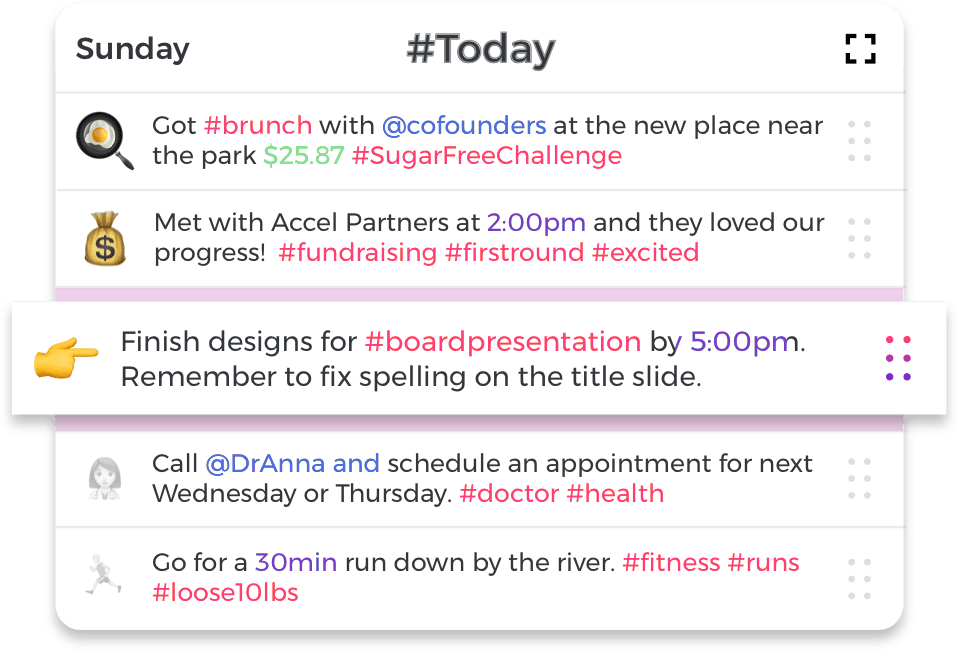 Sunday
#Today
Got #brunch with @cofounders at the new place near
the park $25.87 #SugarFreeChallenge
Met with Accel Partners at 2:00pm and they loved our
progress! #fundraising #firstround #excited
Finish designs for #boardpresentation by 5:00pm.
Remember to fix spelling on the title slide.
Call @DrAnna and schedule an appointment for next
Wednesday or Thursday. #doctor #health
Go for a 30min run down by the river. #fitness #runs
#loose10lbs